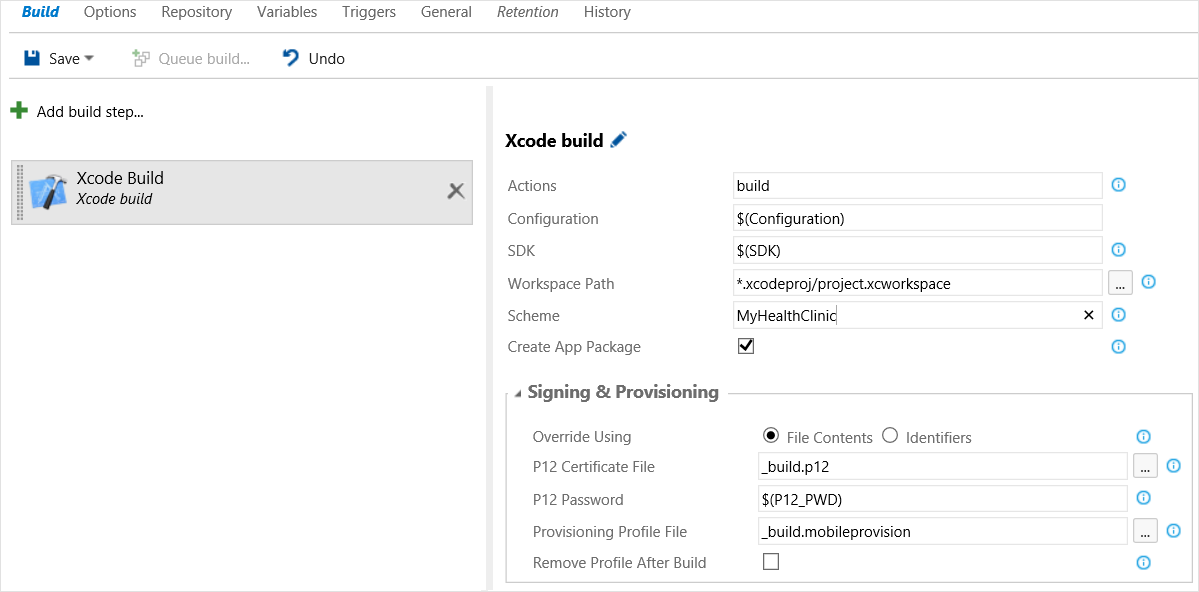 Build Options Repository Variables Triggers General Retention History
Save Queue build... Undo
Add build step...
Xcode Build
Xcode build
Xcode build
Actions build
Configuration $(Configuration)
SDK $(SDK)
Workspace Path *.xcodeproj/project.xcworkspace ...
Scheme MyHealthClinic
Create App Package
Signing & Provisioning
Override Using File Contents Identifiers
P12 Certificate File _build.p12 ...
P12 Password $(P12_PWD)
Provisioning Profile File _build.mobileprovision ...
Remove Profile After Build